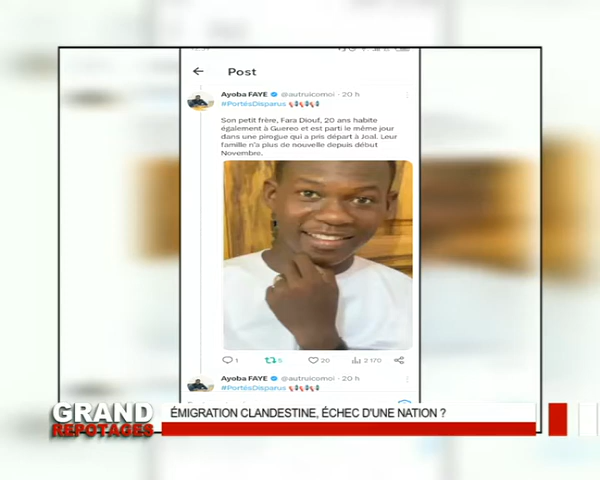 Post
Ayoba FAYE @autruicomoi · 20 h
#PortésDisparus
Son petit frère, Fara Diouf, 20 ans habite
également à Guereo et est parti le même jour
dans une pirogue qui a pris départ à Joal. Leur
famille n'a plus de nouvelle depuis début
Novembre.
1 5 20 2 170
Ayoba FAYE @autruicomoi · 20 h
#PortésDisparus
GRAND
REPOTAGES
ÉMIGRATION CLANDESTINE, ÉCHEC D'UNE NATION ?